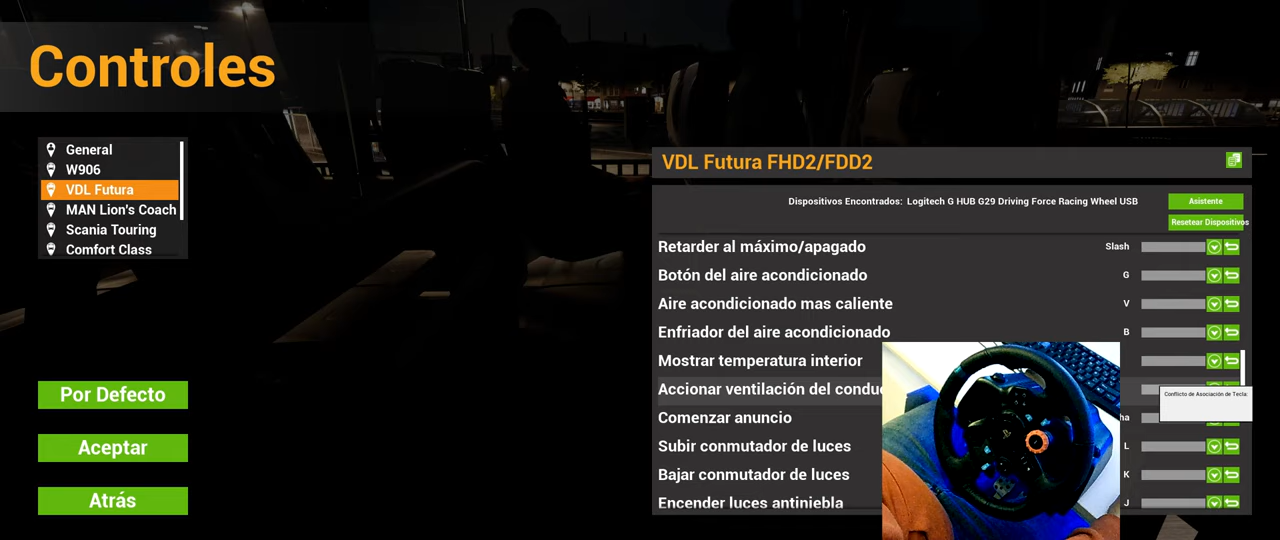 Controles
General
W906
VDL Futura
MAN Lion's Coach
Scania Touring
Comfort Class
Por Defecto
Aceptar
Atrás
VDL Futura FHD2/FDD2
Dispositivos Encontrados: Logitech G HUB G29 Driving Force Racing Wheel USB
Asistente
Resetear Dispositivos
Retarder al máximo/apagado Slash
Botón del aire acondicionado G
Aire acondicionado mas caliente V
Enfriador del aire acondicionado B
Mostrar temperatura interior
Accionar ventilación del condu
Conflicto de Asociación de Tecla:
Comenzar anuncio ha
Subir conmutador de luces L
Bajar conmutador de luces K
Encender luces antiniebla J